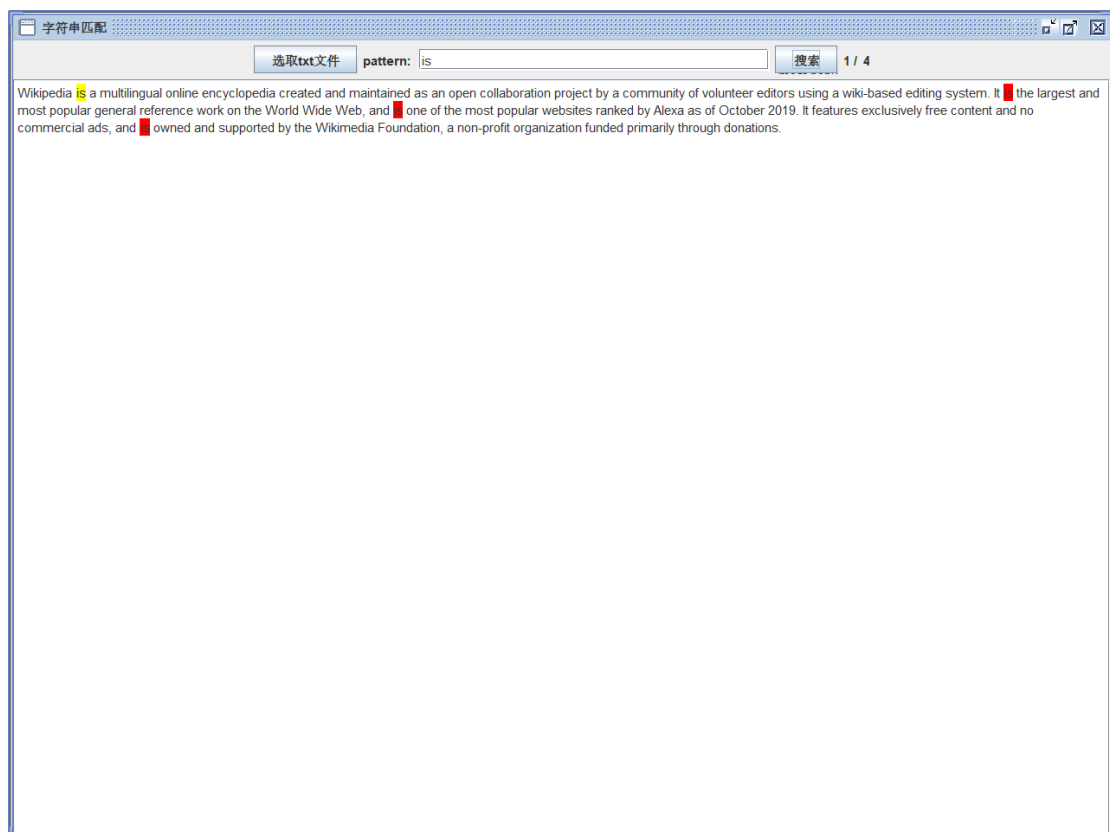 字符串匹配
选取txt文件 pattern: is 搜索 1 / 4
Wikipedia is a multilingual online encyclopedia created and maintained as an open collaboration project by a community of volunteer editors using a wiki-based editing system. It is the largest and
most popular general reference work on the World Wide Web, and is one of the most popular websites ranked by Alexa as of October 2019. It features exclusively free content and no
commercial ads, and is owned and supported by the Wikimedia Foundation, a non-profit organization funded primarily through donations.